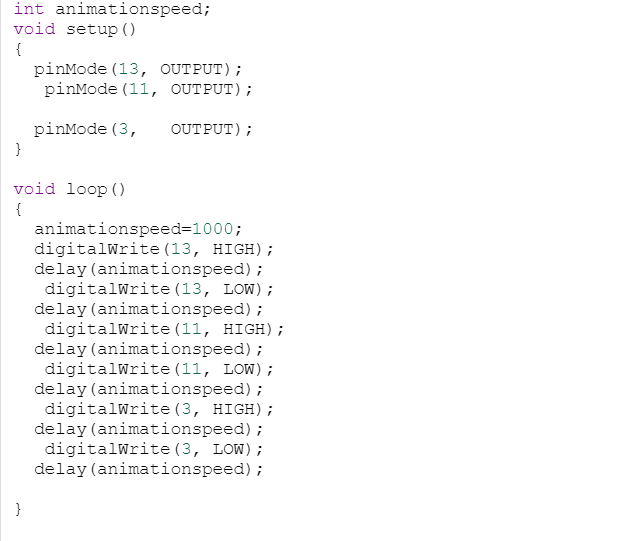 int animationspeed;
void setup()
{
  pinMode(13, OUTPUT);
   pinMode(11, OUTPUT);

  pinMode(3,   OUTPUT);
}

void loop()
{
  animationspeed=1000;
  digitalWrite(13, HIGH);
  delay(animationspeed);
   digitalWrite(13, LOW);
  delay(animationspeed);
   digitalWrite(11, HIGH);
  delay(animationspeed);
   digitalWrite(11, LOW);
  delay(animationspeed);
   digitalWrite(3, HIGH);
  delay(animationspeed);
   digitalWrite(3, LOW);
  delay(animationspeed);

}